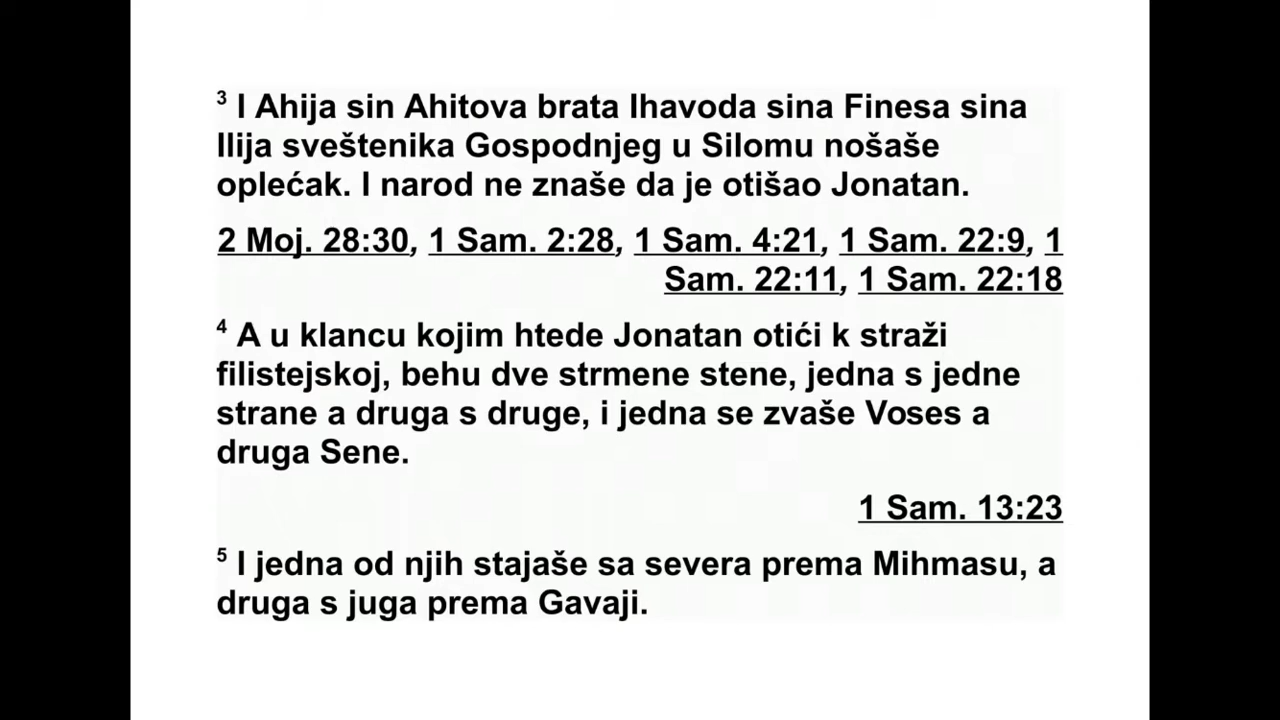 3 I Ahija sin Ahitova brata Ihavoda sina Finesa sina
Ilija sveštenika Gospodnjeg u Silomu nošaše
oplećak. I narod ne znaše da je otišao Jonatan.
2 Moj. 28:30, 1 Sam. 2:28, 1 Sam. 4:21, 1 Sam. 22:9, 1
Sam. 22:11, 1 Sam. 22:18
4 A u klancu kojim htede Jonatan otići k straži
filistejskoj, behu dve strmene stene, jedna s jedne
strane a druga s druge, i jedna se zvaše Voses a
druga Sene.
1 Sam. 13:23
5 I jedna od njih stajaše sa severa prema Mihmasu, a
druga s juga prema Gavaji.